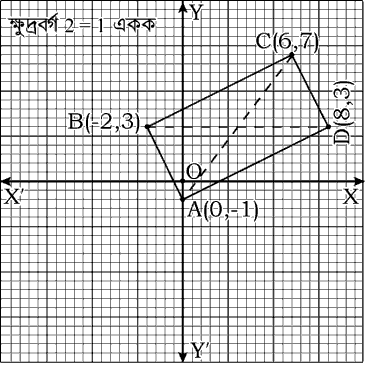 ক্ষুদ্রবর্গ 2 = 1 একক
Y
C(6,7)
B(-2,3)
D(8,3)
O
X′
X
A(0,-1)
Y′